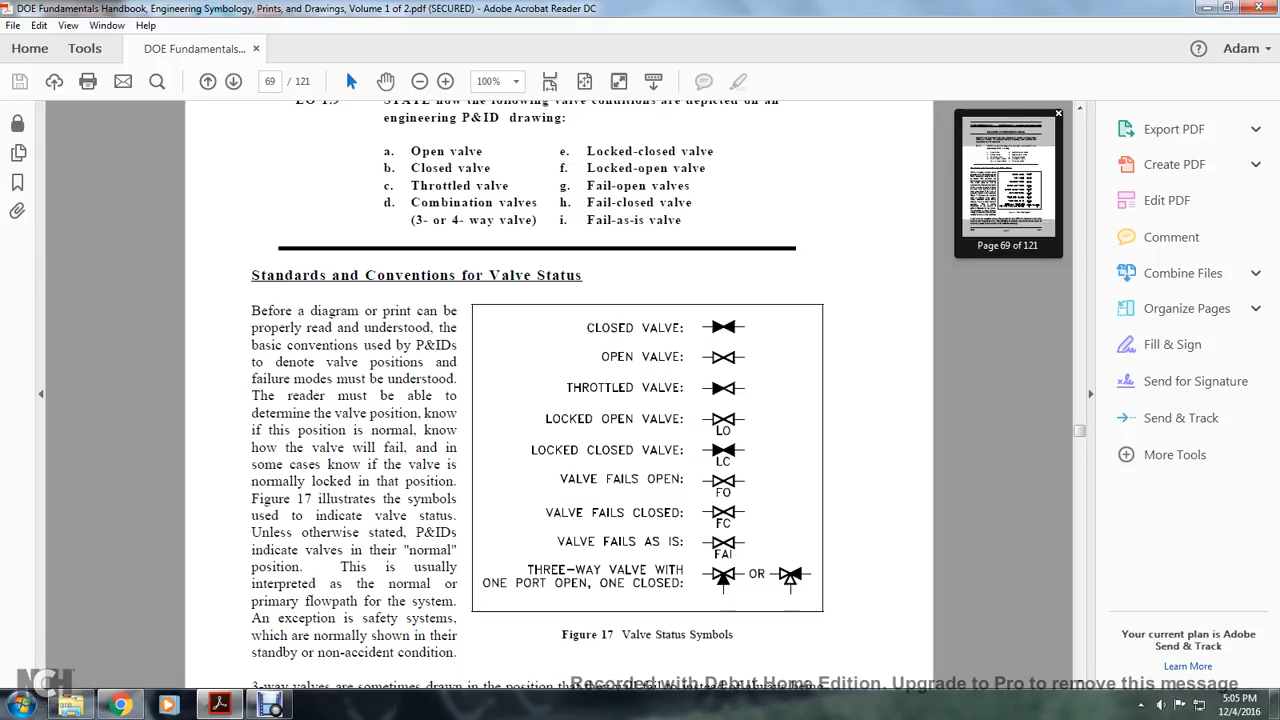 DOE Fundamentals Handbook, Engineering Symbology, Prints, and Drawings, Volume 1 of 2.pdf (SECURED) - Adobe Acrobat Reader DC
File Edit View Window Help
Home Tools DOE Fundamentals... × Adam
69 / 121 100%
engineering P&ID drawing:
a. Open valve e. Locked-closed valve
b. Closed valve f. Locked-open valve
c. Throttled valve g. Fail-open valves
d. Combination valves h. Fail-closed valve
(3- or 4- way valve) i. Fail-as-is valve
Standards and Conventions for Valve Status
Before a diagram or print can be
properly read and understood, the
basic conventions used by P&IDs
to denote valve positions and
failure modes must be understood.
The reader must be able to
determine the valve position, know
if this position is normal, know
how the valve will fail, and in
some cases know if the valve is
normally locked in that position.
Figure 17 illustrates the symbols
used to indicate valve status.
Unless otherwise stated, P&IDs
indicate valves in their "normal"
position. This is usually
interpreted as the normal or
primary flowpath for the system.
An exception is safety systems,
which are normally shown in their
standby or non-accident condition.
CLOSED VALVE:
OPEN VALVE:
THROTTLED VALVE:
LOCKED OPEN VALVE:
LO
LOCKED CLOSED VALVE:
LC
VALVE FAILS OPEN:
FO
VALVE FAILS CLOSED:
FC
VALVE FAILS AS IS:
FAI
THREE-WAY VALVE WITH
ONE PORT OPEN, ONE CLOSED: OR
Figure 17 Valve Status Symbols
3-way valves are sometimes drawn in the position that
Page 69 of 121
Export PDF
Create PDF
Edit PDF
Comment
Combine Files
Organize Pages
Fill & Sign
Send for Signature
Send & Track
More Tools
Your current plan is Adobe
Send & Track
Learn More
NCH
Recorded with Debut Home Edition. Upgrade to Pro to remove this message
5:05 PM
12/4/2016